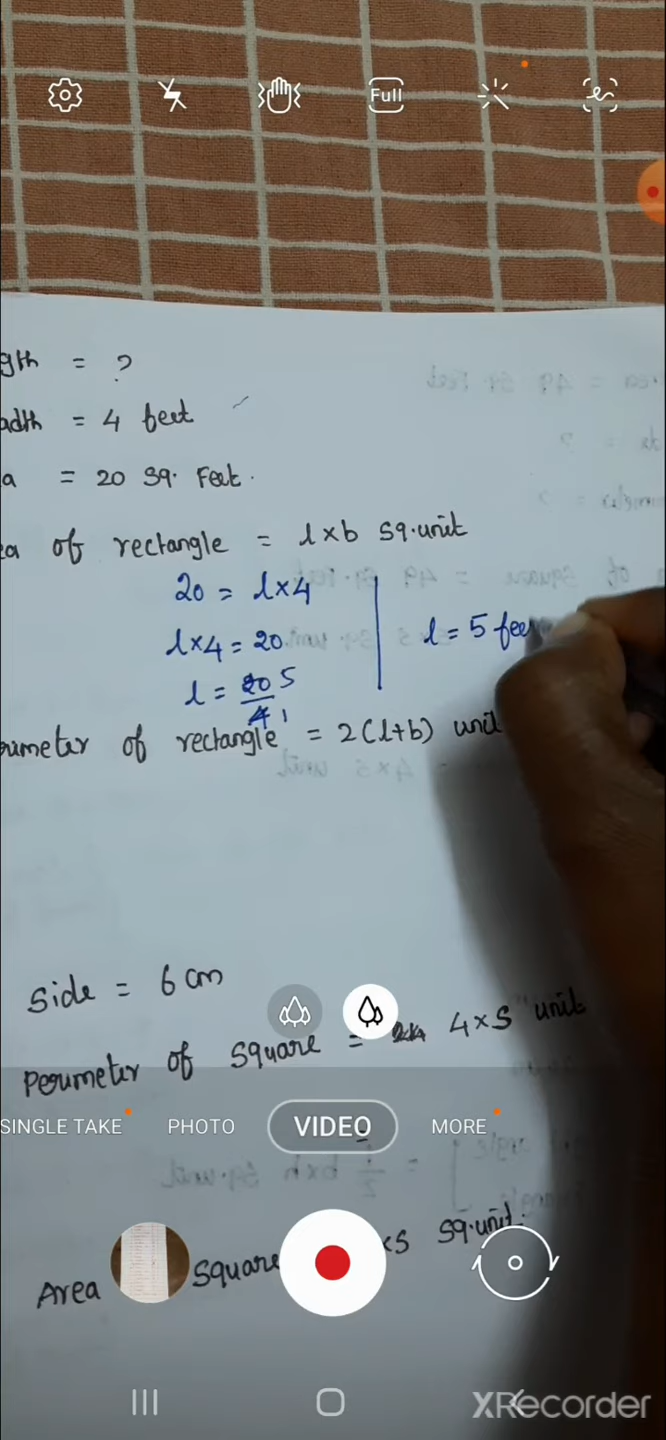 Full
gth = ?
adth = 4 feet
a = 20 Sq. Feet.
ea of rectangle = l×b Sq.unit
20 = l×4
l×4 = 20
l = 20 5
4 1
l = 5 feet
rimeter of rectangle = 2(l+b) unit
Side = 6 cm
Perimeter of Square = 4×S unit
SINGLE TAKE PHOTO VIDEO MORE
Area Square ×S Sq.unit.
XRecorder